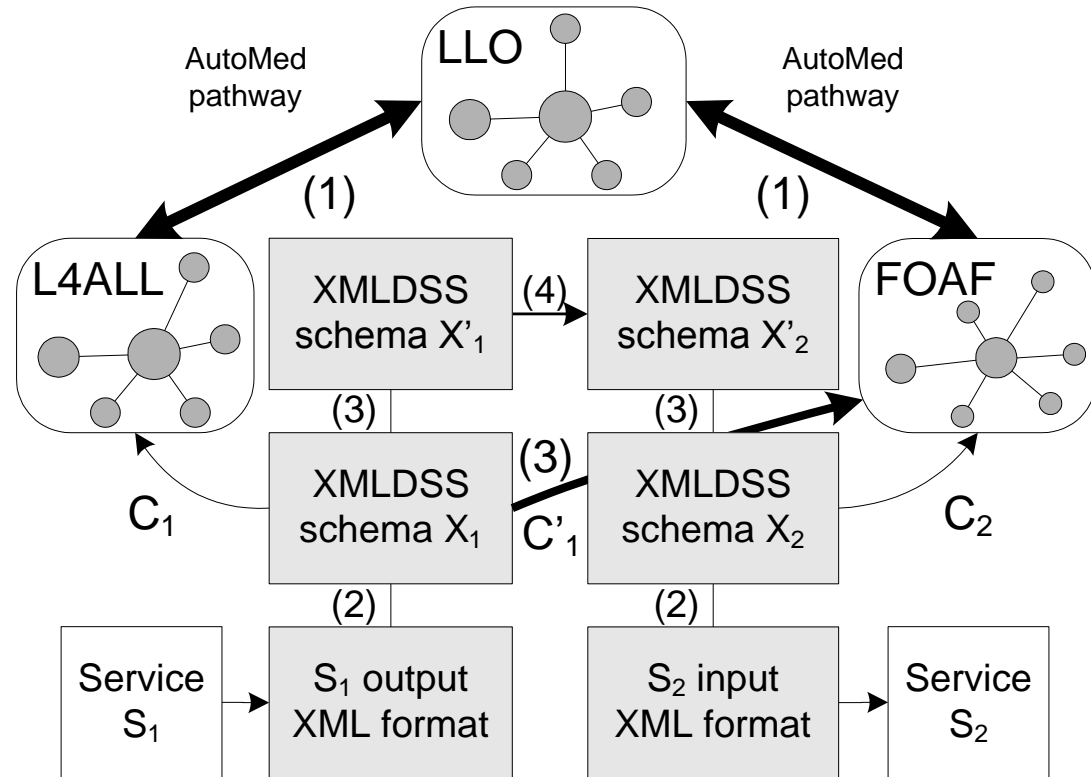 LLO
AutoMed
pathway
AutoMed
pathway
(1)
(1)
L4ALL
FOAF
XMLDSS
schema X’₁
(4)
XMLDSS
schema X’₂
(3)
(3)
XMLDSS
schema X₁
(3)
C’₁
XMLDSS
schema X₂
C₁
C₂
(2)
(2)
Service
S₁
S₁ output
XML format
S₂ input
XML format
Service
S₂